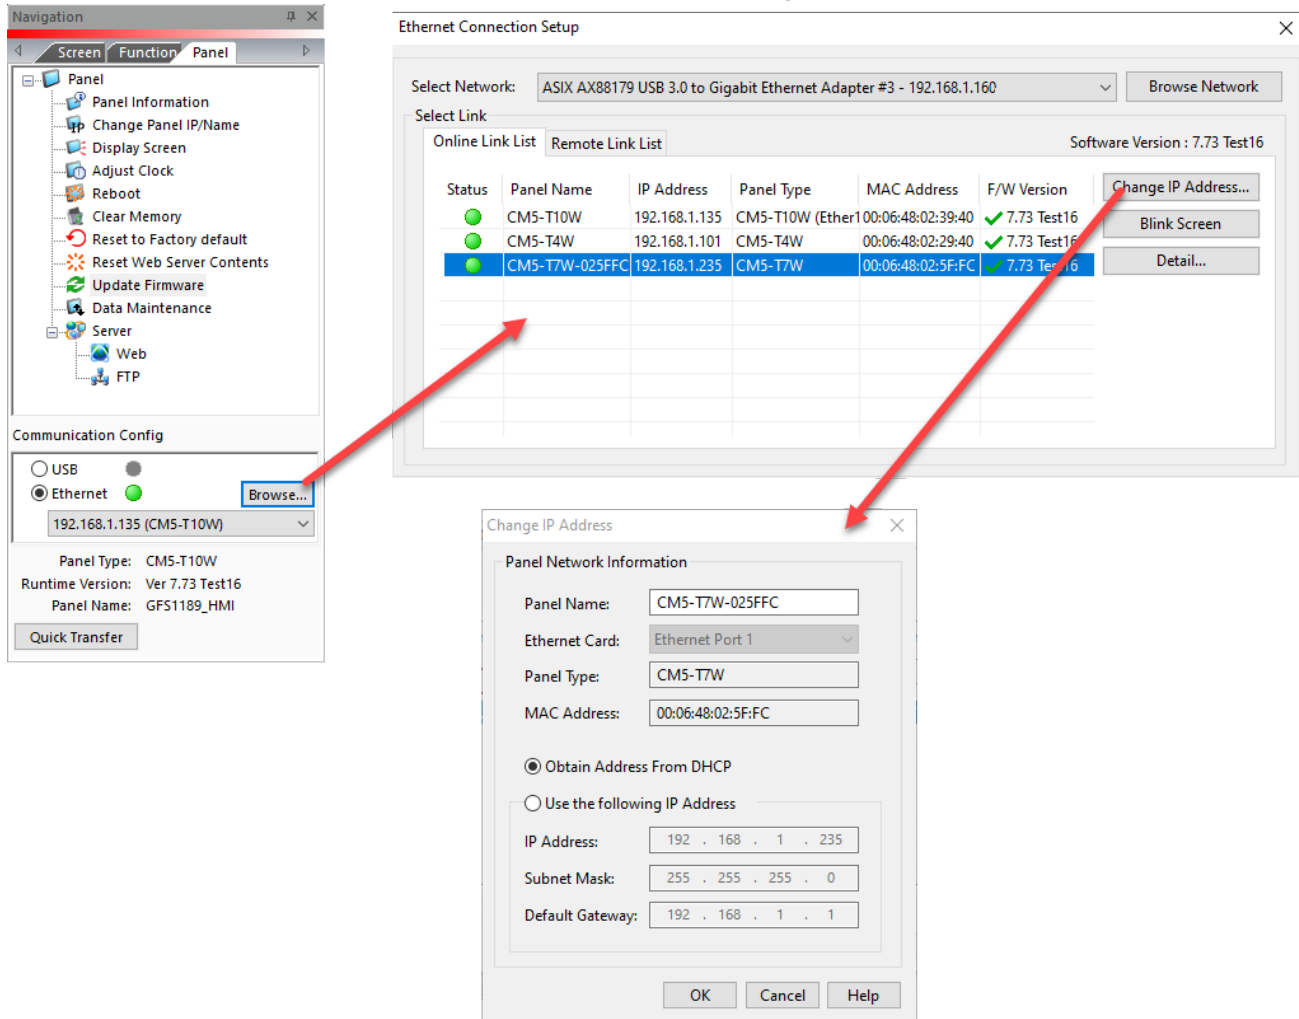 Navigation
Screen Function Panel
Panel
Panel Information
Change Panel IP/Name
Display Screen
Adjust Clock
Reboot
Clear Memory
Reset to Factory default
Reset Web Server Contents
Update Firmware
Data Maintenance
Server
Web
FTP
Communication Config
USB
Ethernet Browse...
192.168.1.135 (CM5-T10W)
Panel Type: CM5-T10W
Runtime Version: Ver 7.73 Test16
Panel Name: GFS1189_HMI
Quick Transfer
Ethernet Connection Setup
Select Network: ASIX AX88179 USB 3.0 to Gigabit Ethernet Adapter #3 - 192.168.1.160 Browse Network
Select Link
Online Link List Remote Link List Software Version : 7.73 Test16
Status Panel Name IP Address Panel Type MAC Address F/W Version Change IP Address...
CM5-T10W 192.168.1.135 CM5-T10W (Ether1 00:06:48:02:39:40 7.73 Test16
Blink Screen
CM5-T4W 192.168.1.101 CM5-T4W 00:06:48:02:29:40 7.73 Test16
CM5-T7W-025FFC 192.168.1.235 CM5-T7W 00:06:48:02:5F:FC 7.73 Test16
Detail...
Change IP Address
Panel Network Information
Panel Name: CM5-T7W-025FFC
Ethernet Card: Ethernet Port 1
Panel Type: CM5-T7W
MAC Address: 00:06:48:02:5F:FC
Obtain Address From DHCP
Use the following IP Address
IP Address: 192 . 168 . 1 . 235
Subnet Mask: 255 . 255 . 255 . 0
Default Gateway: 192 . 168 . 1 . 1
OK Cancel Help